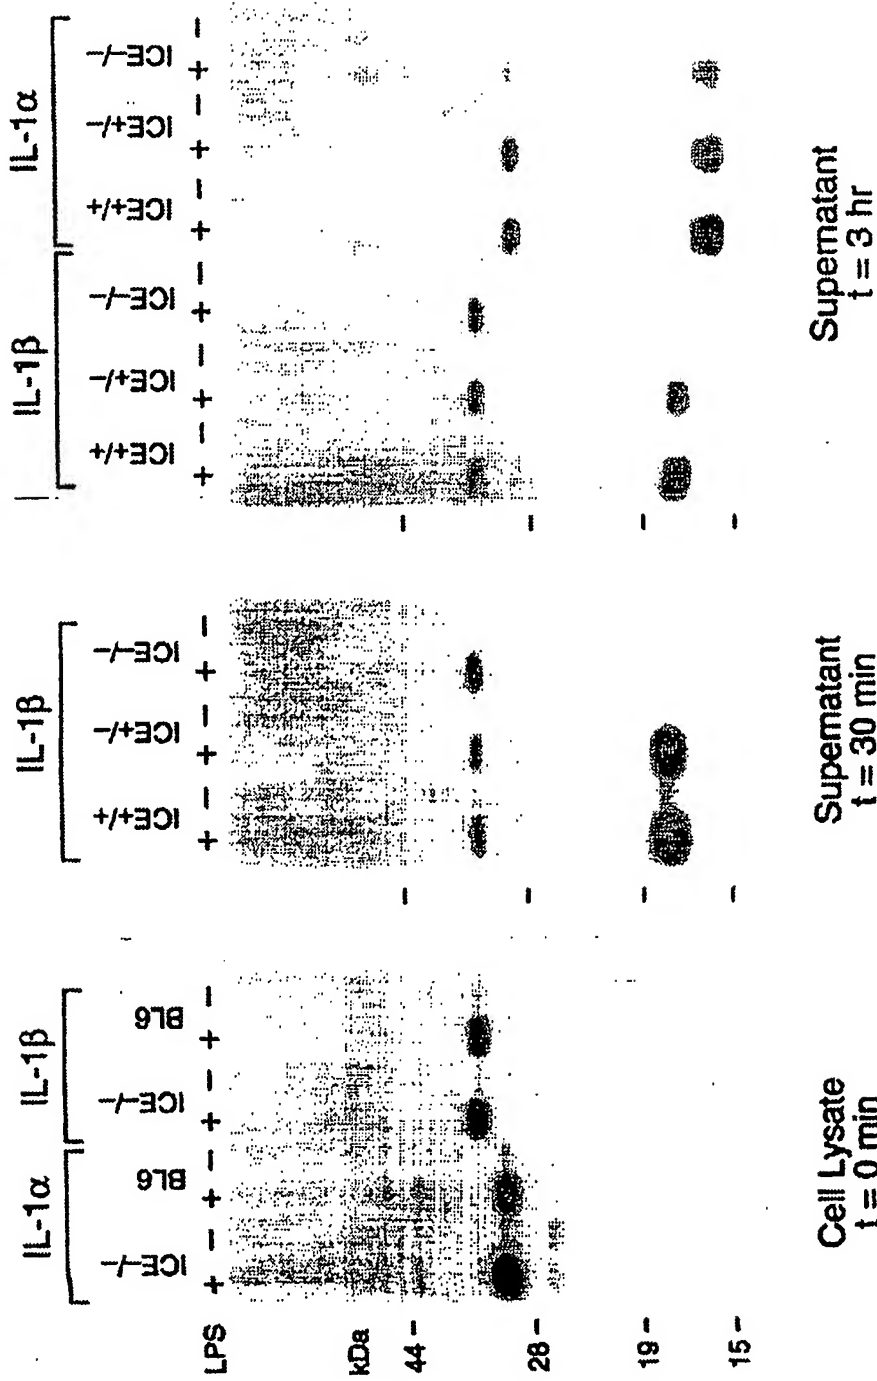 IL-1α IL-1β
ICE-/- BL6 ICE-/- BL6
LPS + − + − + − + −
kDa
44 −
28 −
19 −
15 −
Cell Lysate
t = 0 min
IL-1β
ICE+/+ ICE+/- ICE-/-
+ − + − + −
Supernatant
t = 30 min
IL-1β IL-1α
ICE+/+ ICE+/- ICE-/- ICE+/+ ICE+/- ICE-/-
+ − + − + − + − + − + −
Supernatant
t = 3 hr